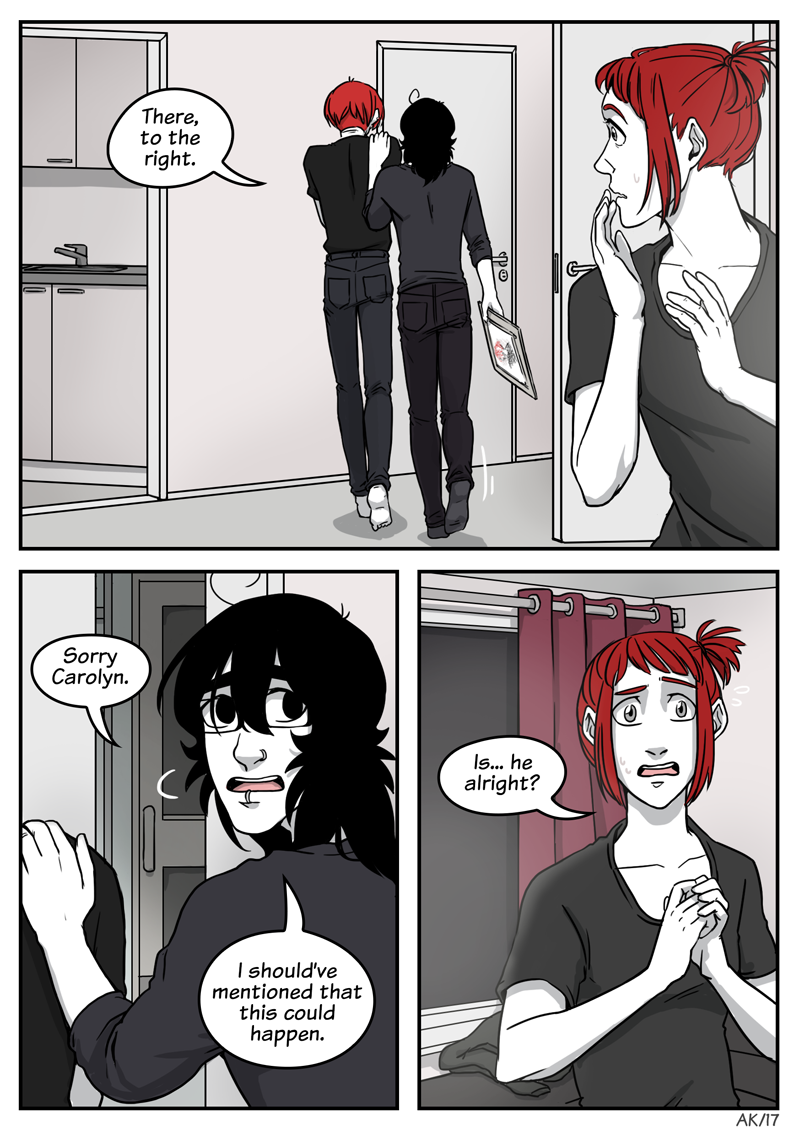 There,
to the
right.
Sorry
Carolyn.
I should've
mentioned that
this could
happen.
Is... he
alright?
AK/17